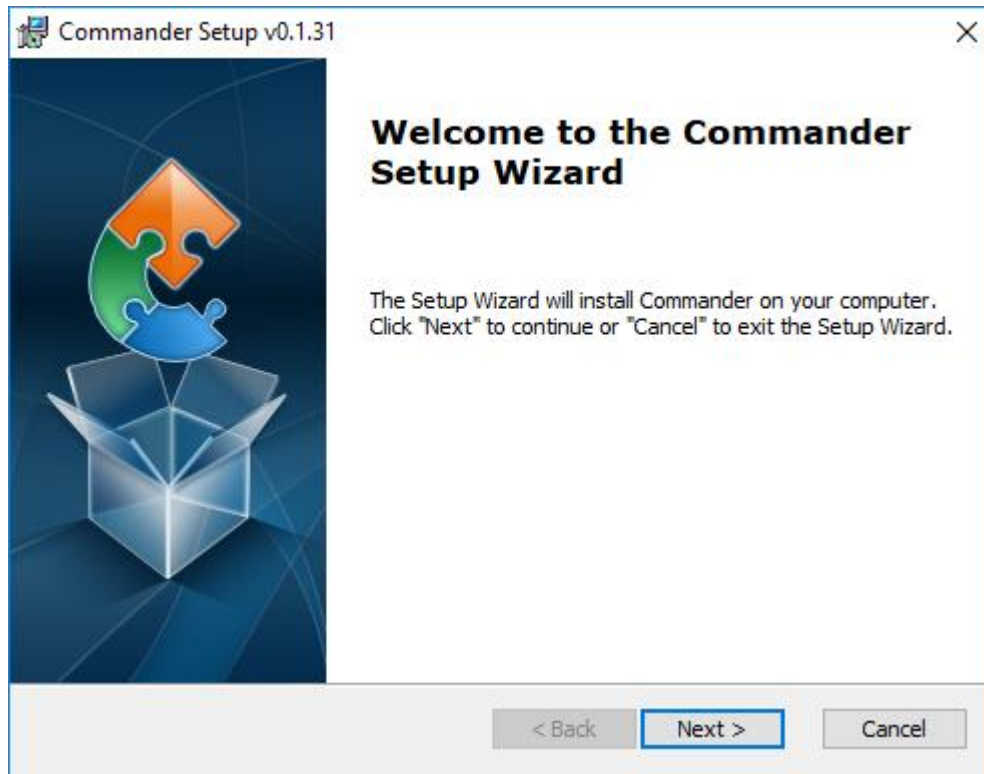 Commander Setup v0.1.31
Welcome to the Commander
Setup Wizard
The Setup Wizard will install Commander on your computer.
Click "Next" to continue or "Cancel" to exit the Setup Wizard.
< Back
Next >
Cancel